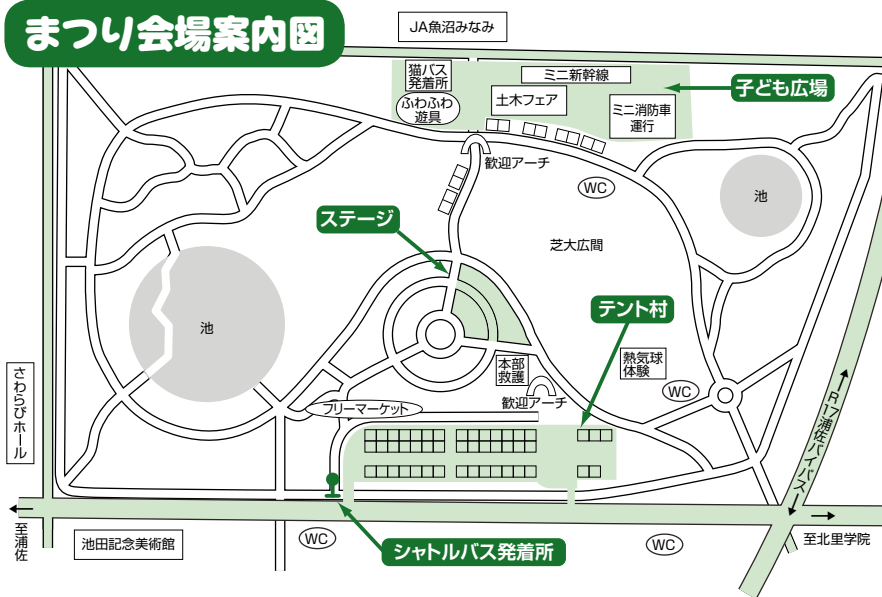 まつり会場案内図
JA魚沼みなみ
猫バス
発着所
ミニ新幹線
子ども広場
ふわふわ
遊具
土木フェア
ミニ消防車
運行
歓迎アーチ
WC
池
ステージ
芝大広間
テント村
池
本部
救護
熱気球
体験
WC
歓迎アーチ
フリーマーケット
さわらびホール
R17浦佐バイパス
至浦佐
池田記念美術館
WC
シャトルバス発着所
WC
至北里学院